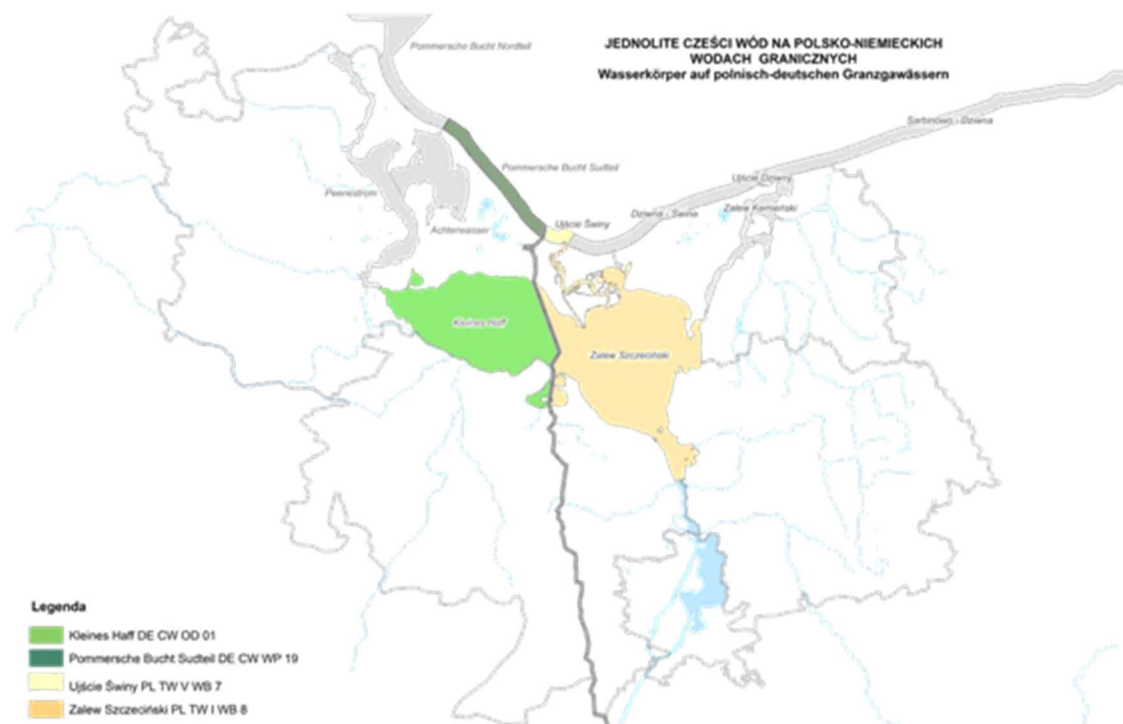 JEDNOLITE CZEŚCI WÓD NA POLSKO-NIEMIECKICH
WODACH GRANICZNYCH
Wasserkörper auf polnisch-deutschen Granzgawässern
Pommersche Bucht Nordteil
Sarbinowo - Dziwna
Pommersche Bucht Sudteil
Ujście Dziwny
Peenestrom
Zalew Kamieński
Dziwna - Świna
Ujście Świny
Achterwasser
Kleines Haff
Zalew Szczeciński
Legenda
Kleines Haff DE CW OD 01
Pommersche Bucht Sudteil DE CW WP 19
Ujście Świny PL TW V WB 7
Zalew Szczeciński PL TW I WB 8